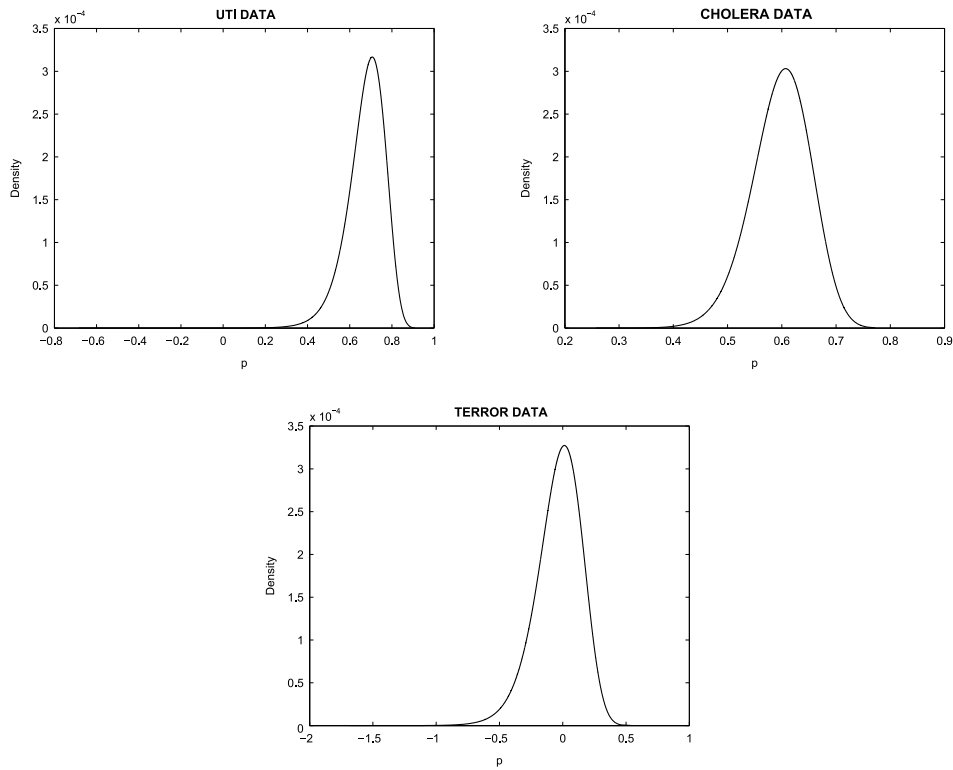 UTI DATA
x 10−4
3.5
3
2.5
2
1.5
1
0.5
0
Density
−0.8 −0.6 −0.4 −0.2 0 0.2 0.4 0.6 0.8 1
p
CHOLERA DATA
x 10−4
3.5
3
2.5
2
1.5
1
0.5
0
Density
0.2 0.3 0.4 0.5 0.6 0.7 0.8 0.9
p
TERROR DATA
x 10−4
3.5
3
2.5
2
1.5
1
0.5
0
Density
−2 −1.5 −1 −0.5 0 0.5 1
p